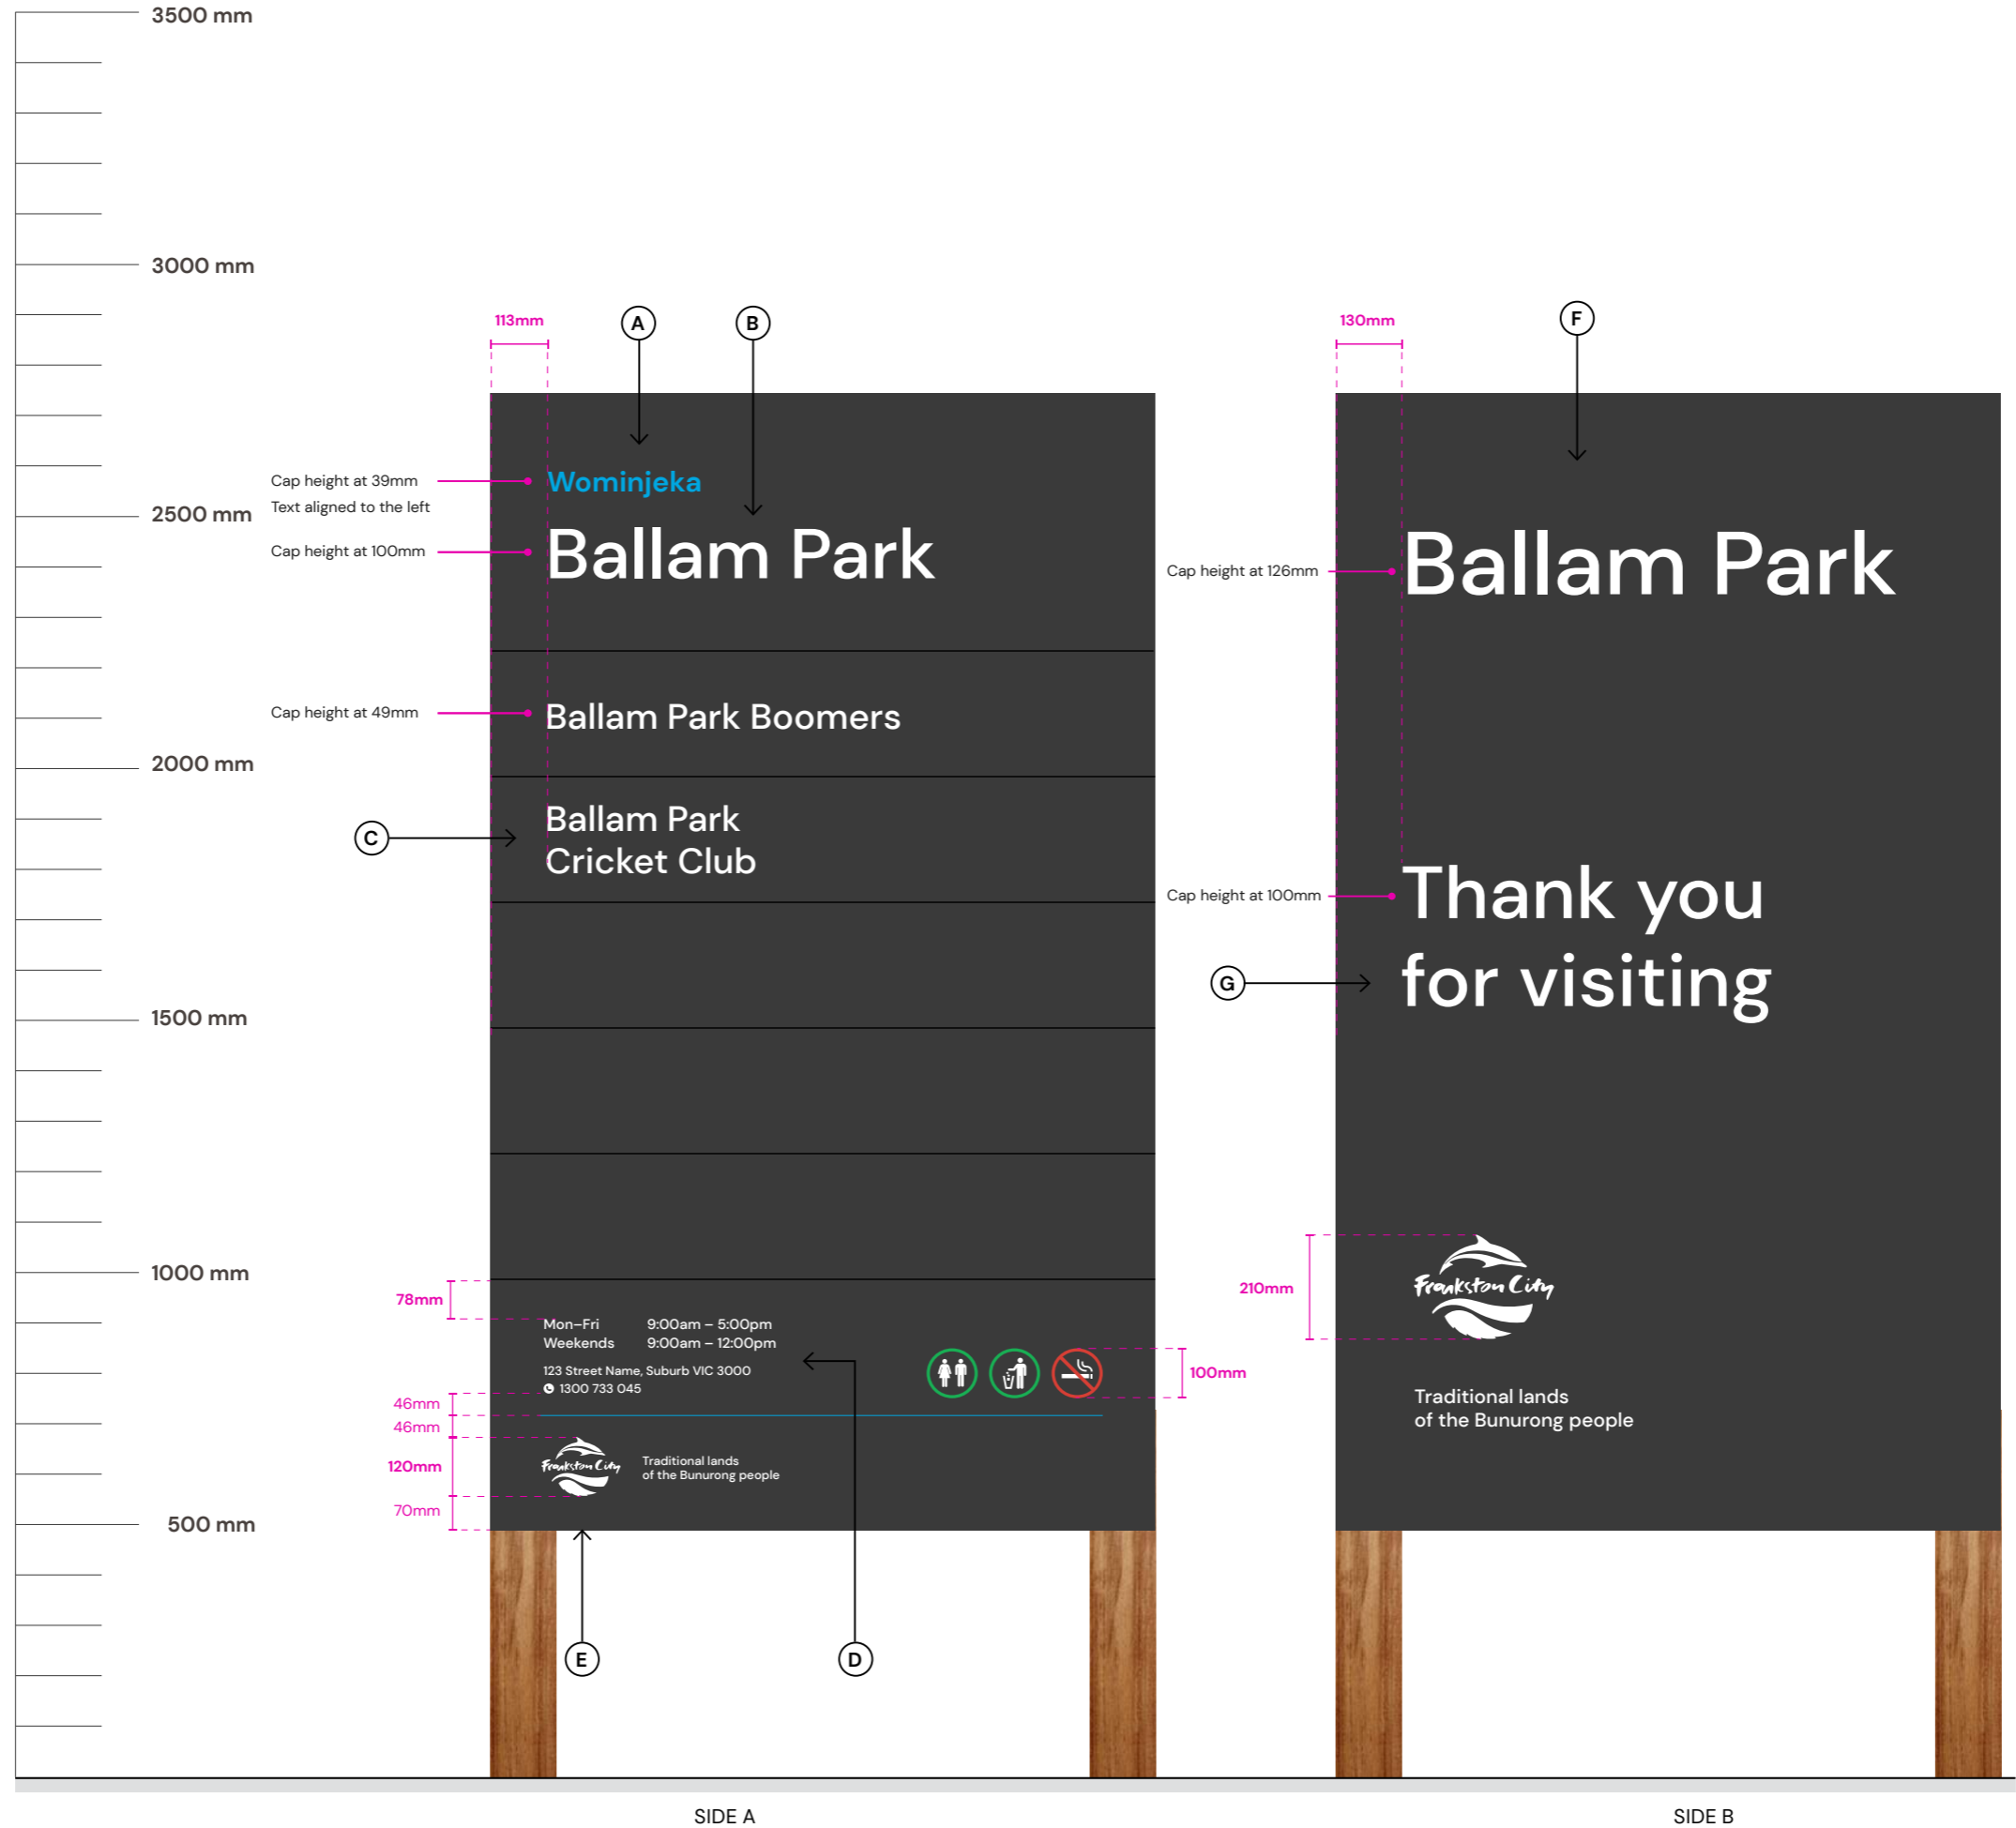 3500 mm
3000 mm
2500 mm
2000 mm
1500 mm
1000 mm
500 mm
113mm
A
B
Cap height at 39mm
Text aligned to the left
Cap height at 100mm
Cap height at 49mm
C
Wominjeka
Ballam Park
Ballam Park Boomers
Ballam Park
Cricket Club
78mm
46mm
46mm
120mm
70mm
Mon–Fri 9:00am – 5:00pm
Weekends 9:00am – 12:00pm
123 Street Name, Suburb VIC 3000
1300 733 045
100mm
Frankston City
Traditional lands
of the Bunurong people
E
D
SIDE A
130mm
F
Cap height at 126mm
Ballam Park
Cap height at 100mm
Thank you
for visiting
G
210mm
Frankston City
Traditional lands
of the Bunurong people
SIDE B